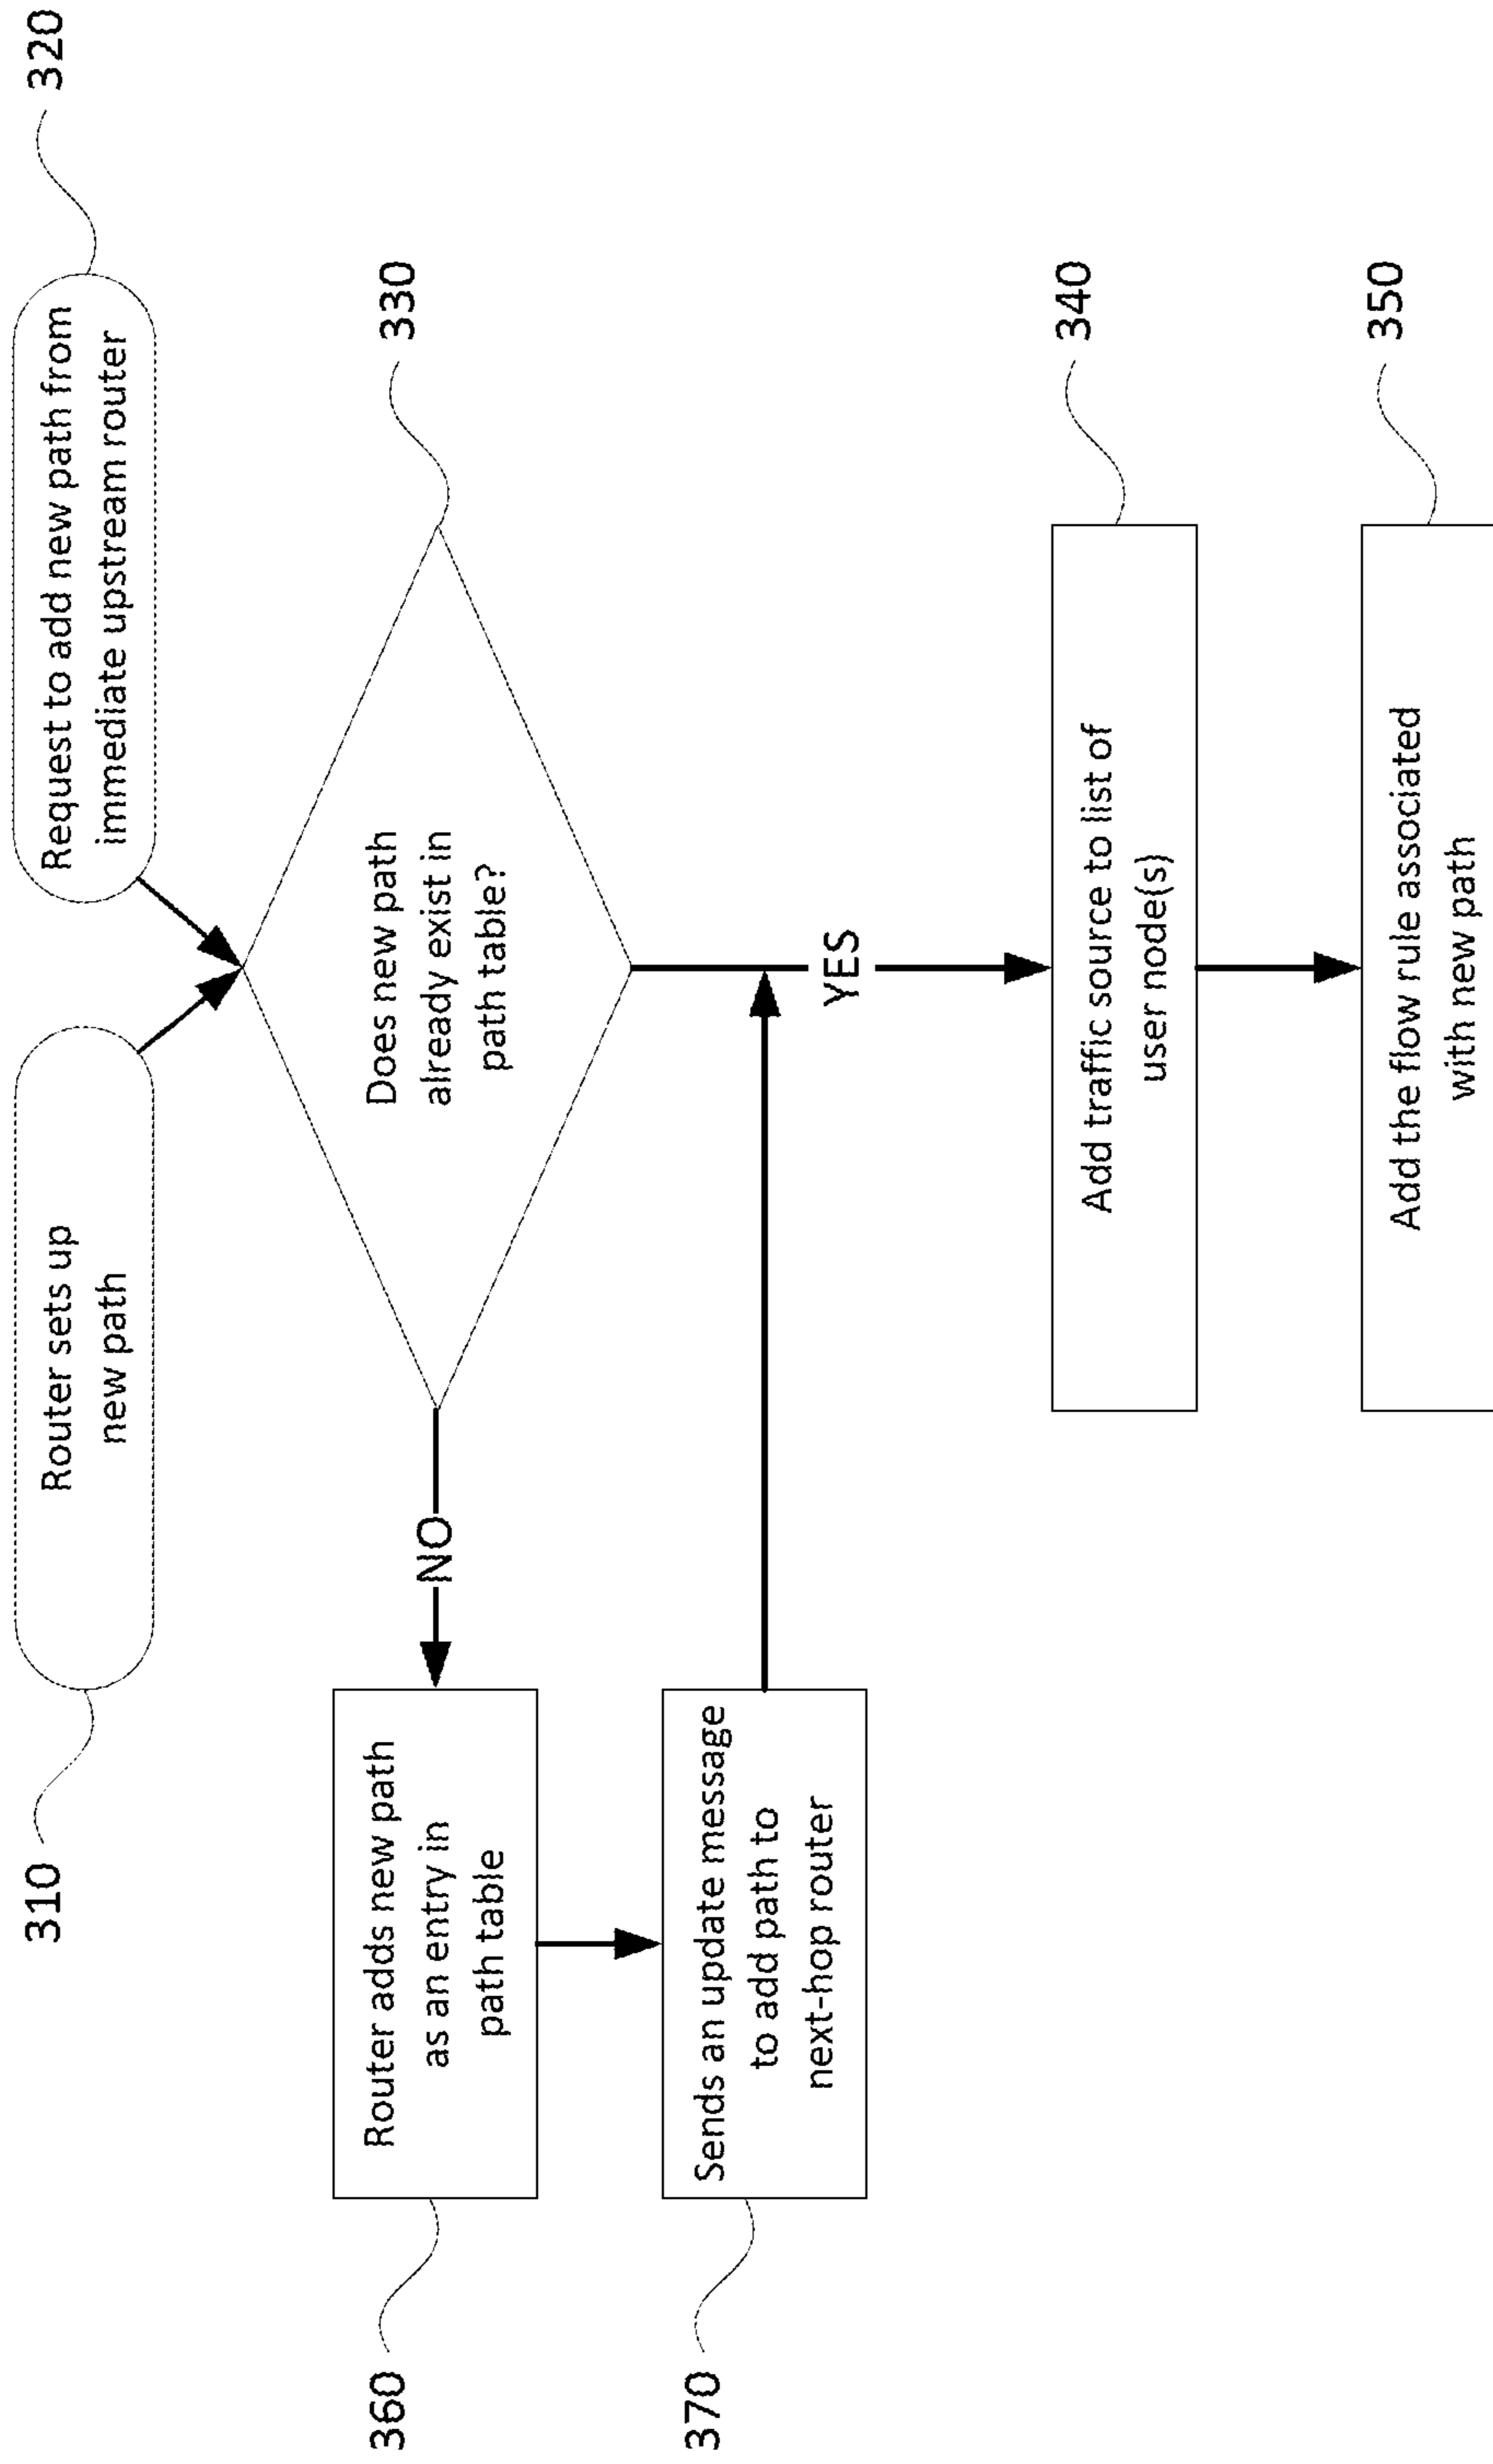 310
Router sets up
new path
Request to add new path from
immediate upstream router
320
Does new path
already exist in
path table?
330
NO
YES
360
Router adds new path
as an entry in
path table
370
Sends an update message
to add path to
next-hop router
Add traffic source to list of
user node(s)
340
Add the flow rule associated
with new path
350